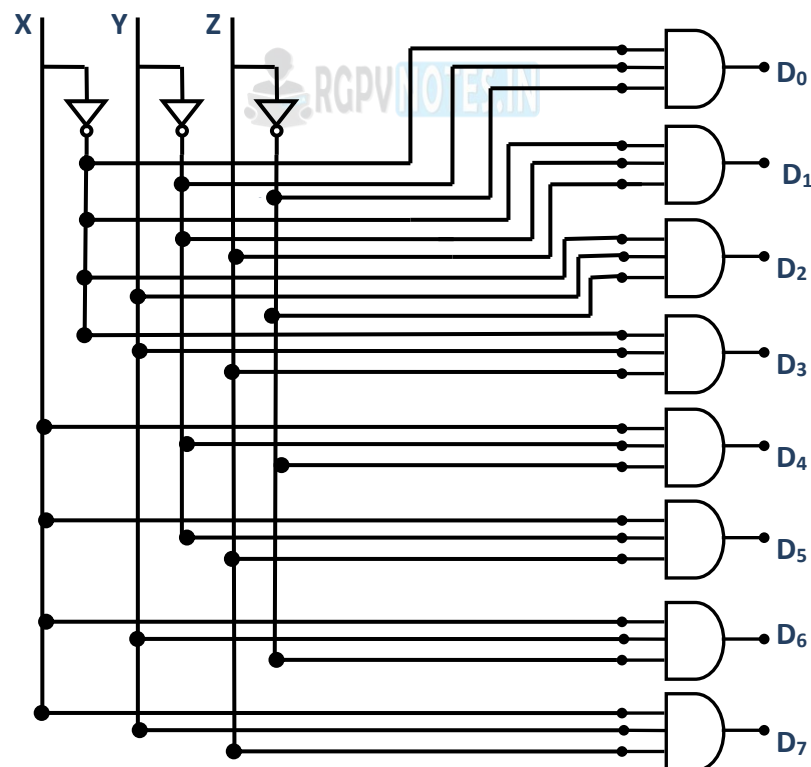 X Y Z
RGPVNOTES.IN
D₀
D₁
D₂
D₃
D₄
D₅
D₆
D₇